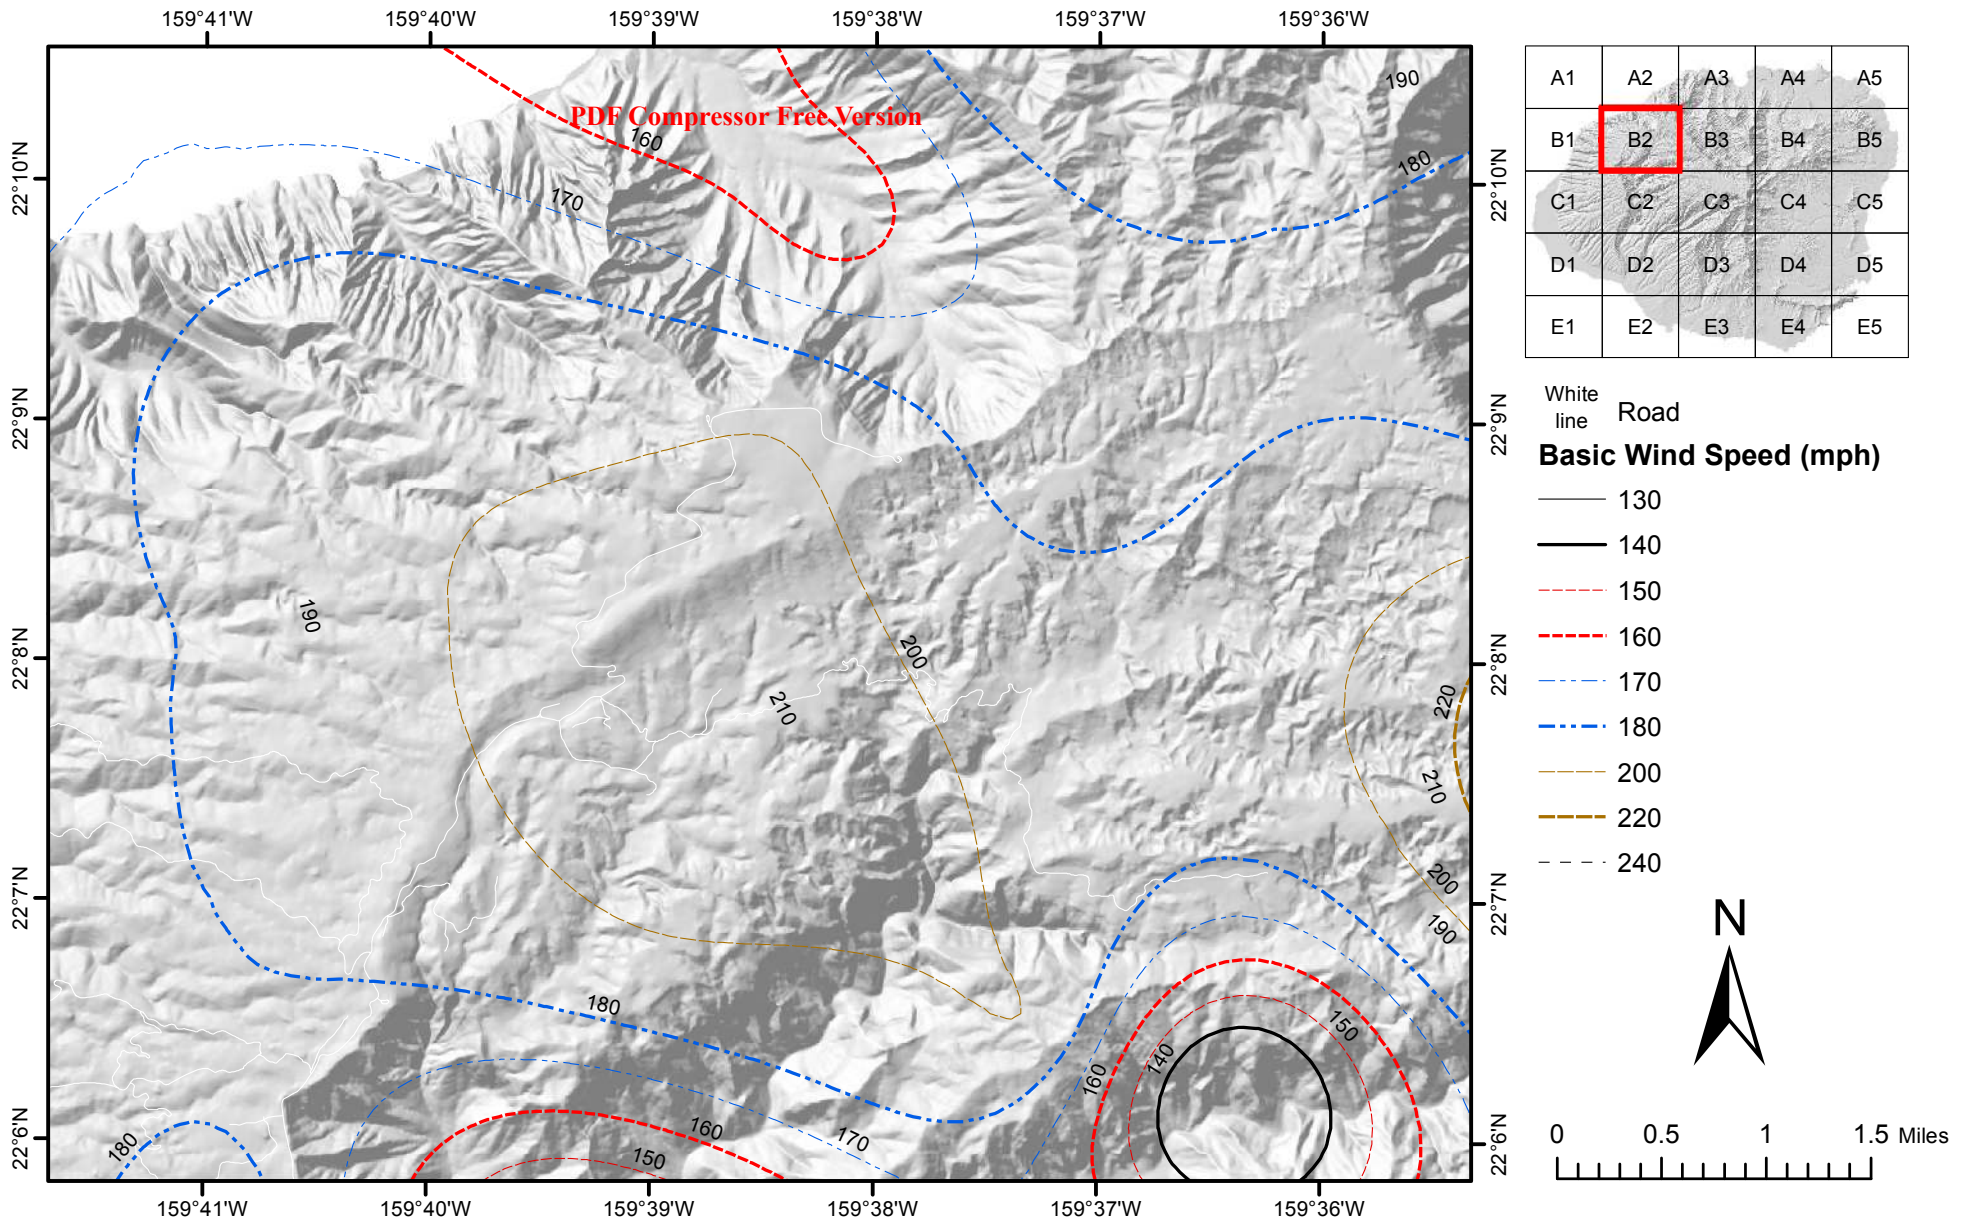 159°41'W 159°40'W 159°39'W 159°38'W 159°37'W 159°36'W
22°10'N
22°9'N
22°8'N
22°7'N
22°6'N
PDF Compressor Free Version
160
170
190
180
190
200
210
220
210
200
190
180
150
140
160
180
160
170
150
22°10'N
22°9'N
22°8'N
22°7'N
22°6'N
159°41'W 159°40'W 159°39'W 159°38'W 159°37'W 159°36'W
A1 A2 A3 A4 A5
B1 B2 B3 B4 B5
C1 C2 C3 C4 C5
D1 D2 D3 D4 D5
E1 E2 E3 E4 E5
White
line Road
Basic Wind Speed (mph)
130
140
150
160
170
180
200
220
240
N
0 0.5 1 1.5 Miles